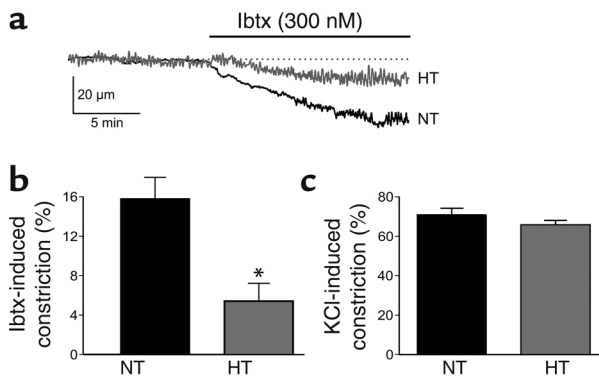 a
Ibtx (300 nM)
HT
NT
20 µm
5 min
b
Ibtx-induced
constriction (%)
16
12
8
4
0
*
NT
HT
c
KCl-induced
constriction (%)
80
60
40
20
0
NT
HT